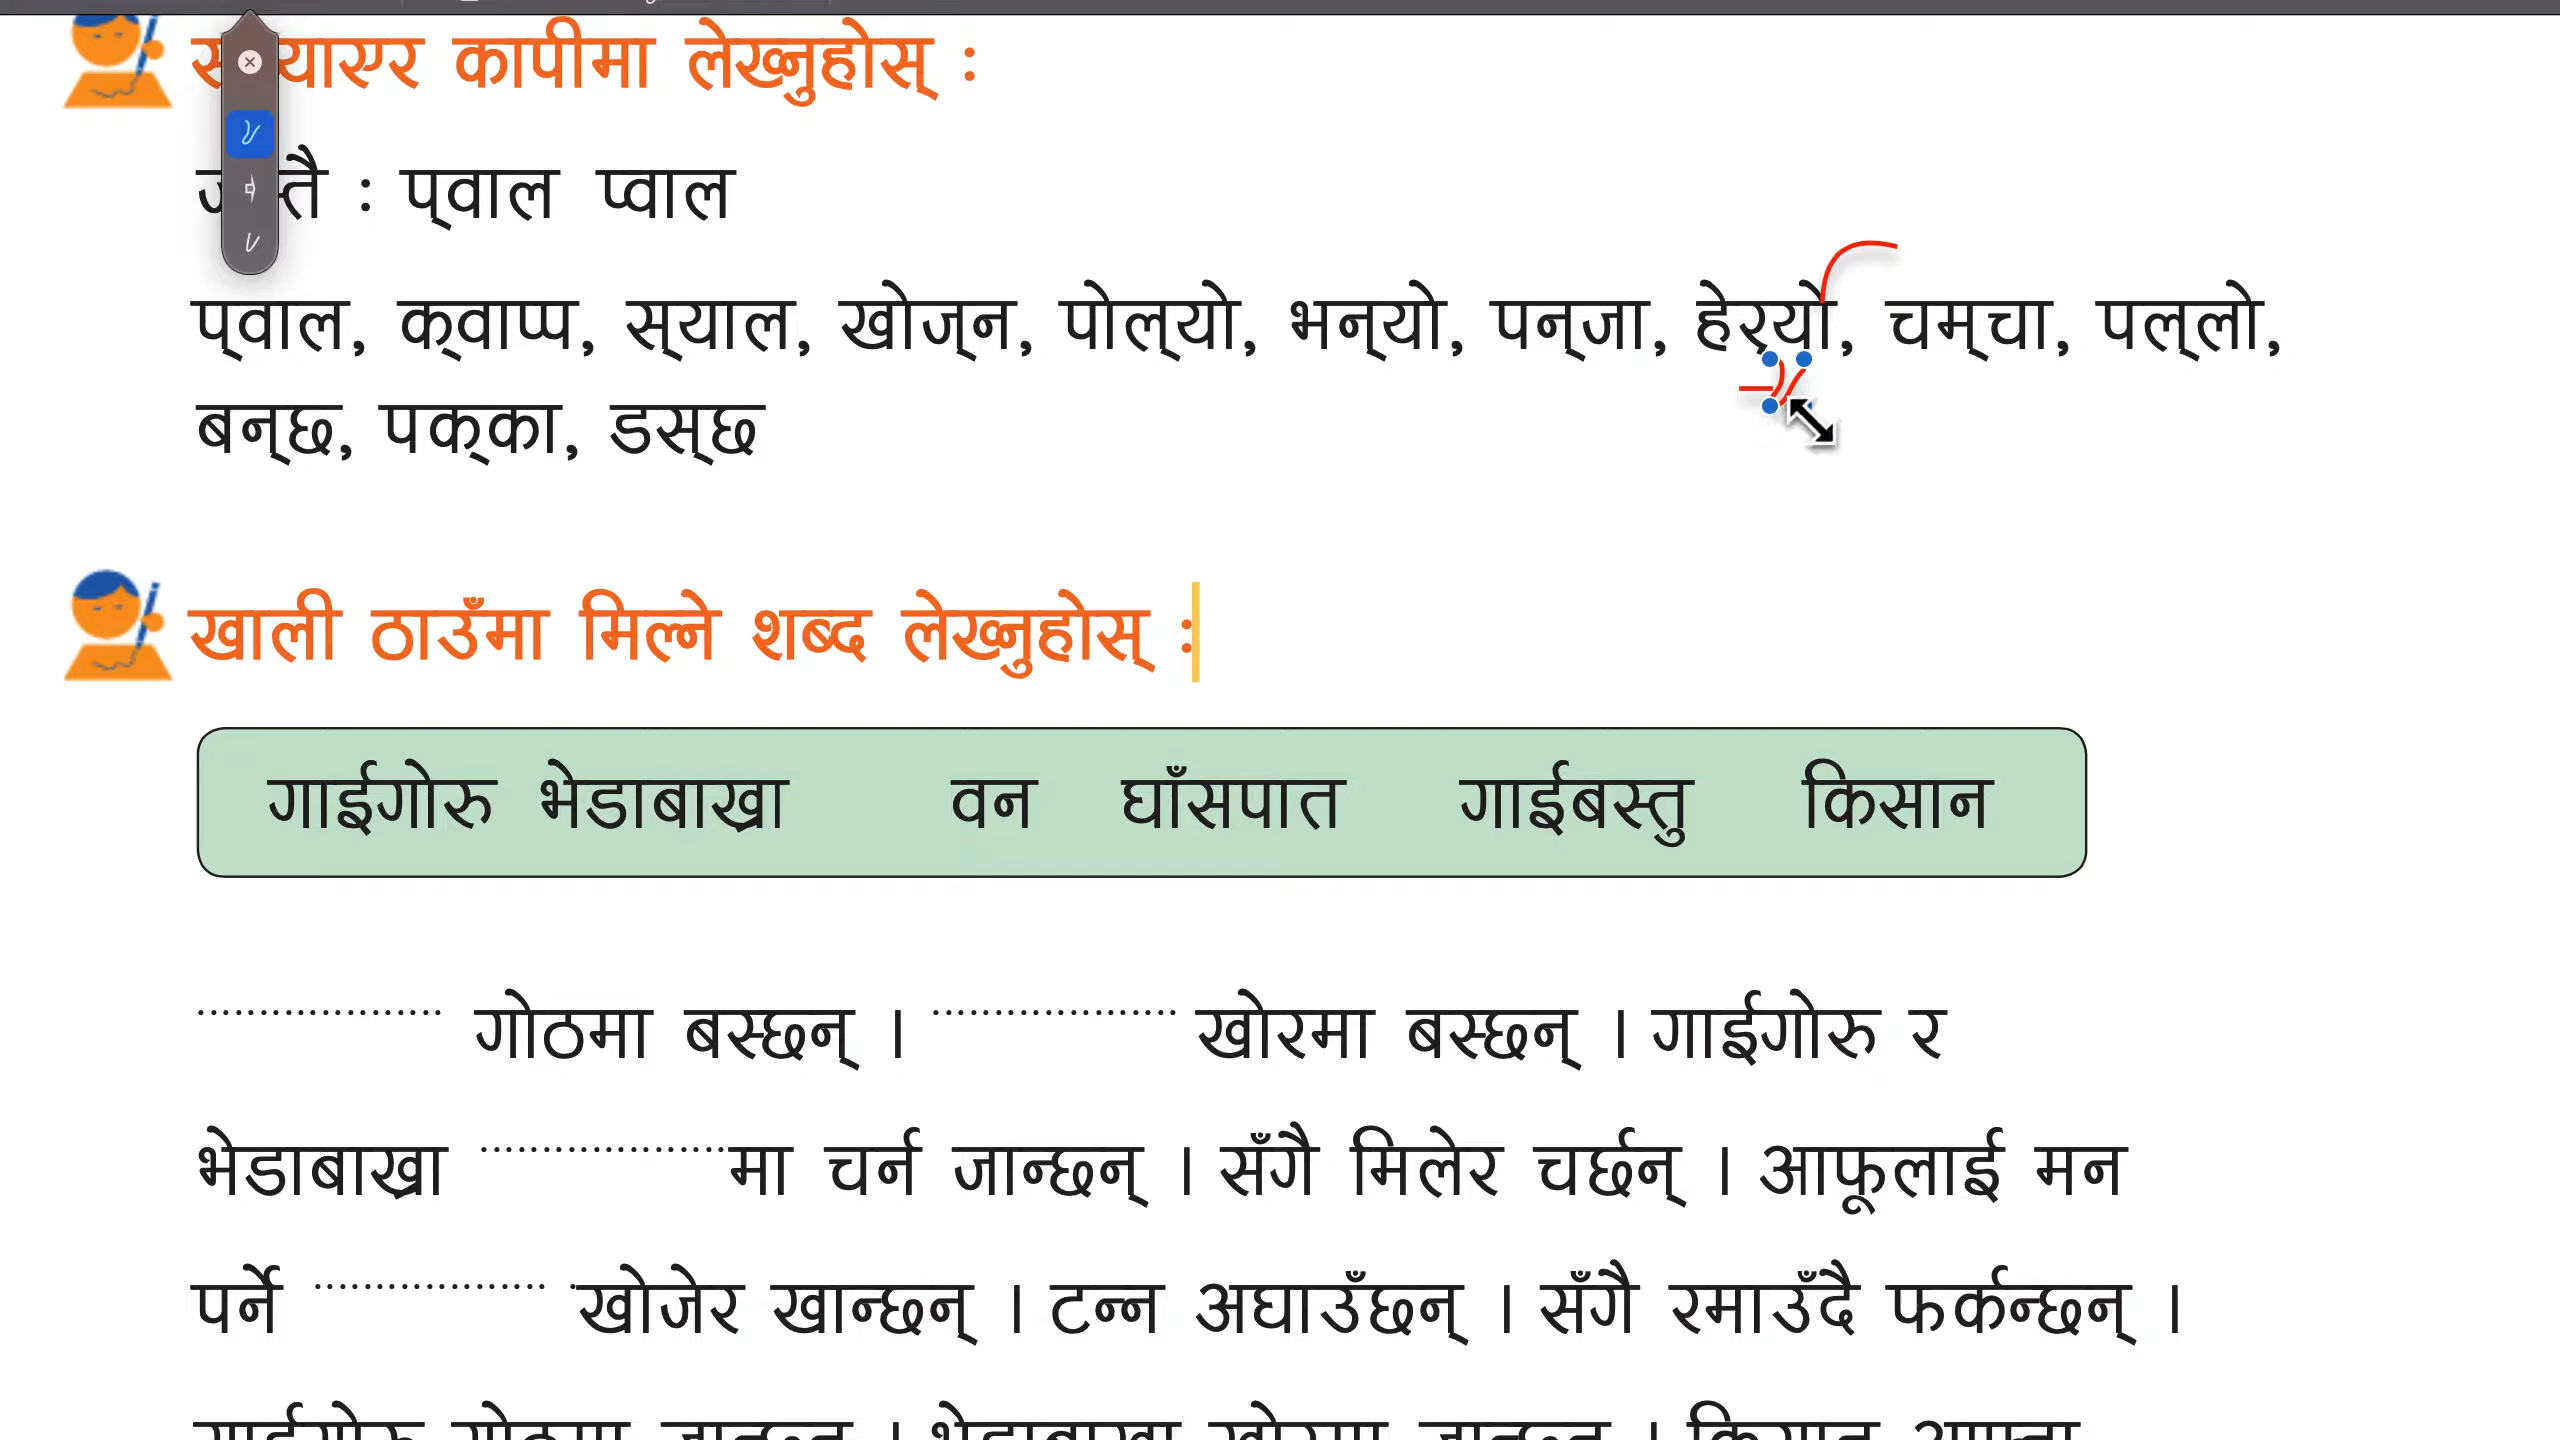 कापीमा लेख्नुहोस् :
: प्‌वाल प्वाल
प्‌वाल, क्‌वाप्प, स्‌याल, खोज्‌न, पोल्‌यो, भन्‌यो, पन्‌जा, हेर्‌यो, चम्‌चा, पल्‌लो,
बन्‌छ, पक्‌का, डस्‌छ
खाली ठाउँमा मिल्ने शब्द लेख्नुहोस् :
गाईगोरु भेडाबाख्रा वन घाँसपात गाईबस्तु किसान
.................... गोठमा बस्छन् । .................... खोरमा बस्छन् । गाईगोरु र
भेडाबाख्रा ....................मा चर्न जान्छन् । सँगै मिलेर चर्छन् । आफूलाई मन
पर्ने .................... खोजेर खान्छन् । टन्न अघाउँछन् । सँगै रमाउँदै फर्कन्छन् ।